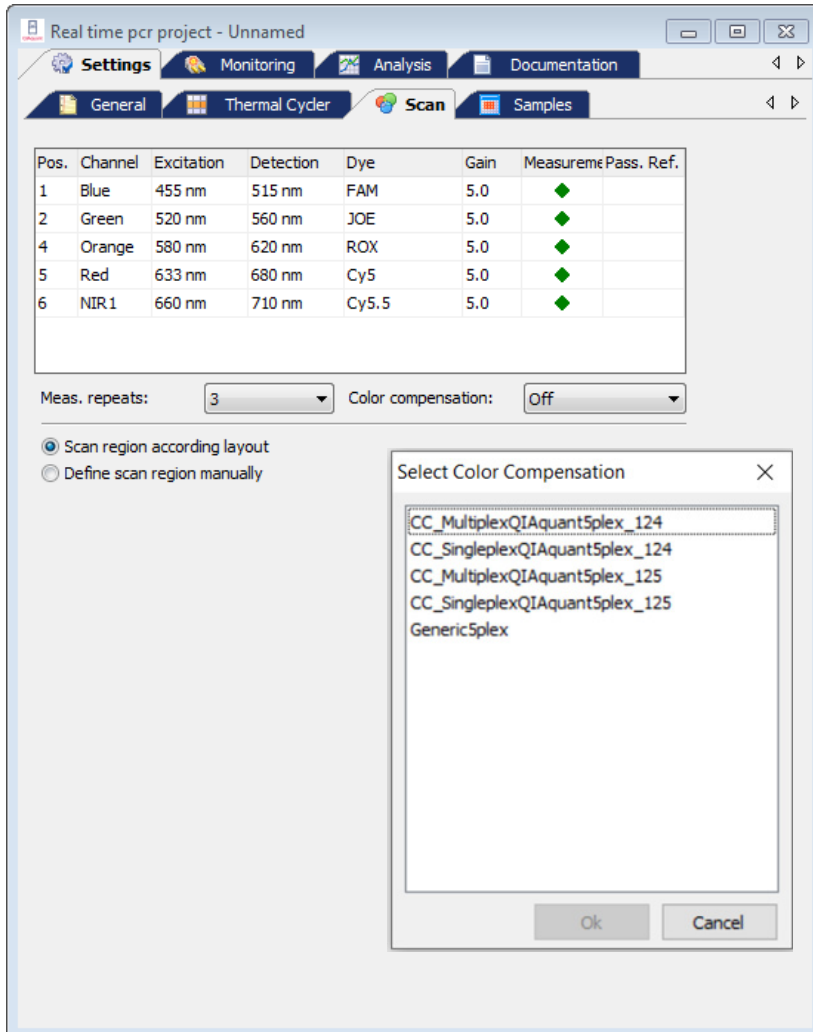 Real time pcr project - Unnamed
Settings Monitoring Analysis Documentation
General Thermal Cycler Scan Samples
Pos. Channel Excitation Detection Dye Gain Measureme Pass. Ref.
1 Blue 455 nm 515 nm FAM 5.0
2 Green 520 nm 560 nm JOE 5.0
4 Orange 580 nm 620 nm ROX 5.0
5 Red 633 nm 680 nm Cy5 5.0
6 NIR1 660 nm 710 nm Cy5.5 5.0
Meas. repeats: 3 Color compensation: Off
Scan region according layout
Define scan region manually
Select Color Compensation
CC_MultiplexQIAquant5plex_124
CC_SingleplexQIAquant5plex_124
CC_MultiplexQIAquant5plex_125
CC_SingleplexQIAquant5plex_125
Generic5plex
Ok Cancel